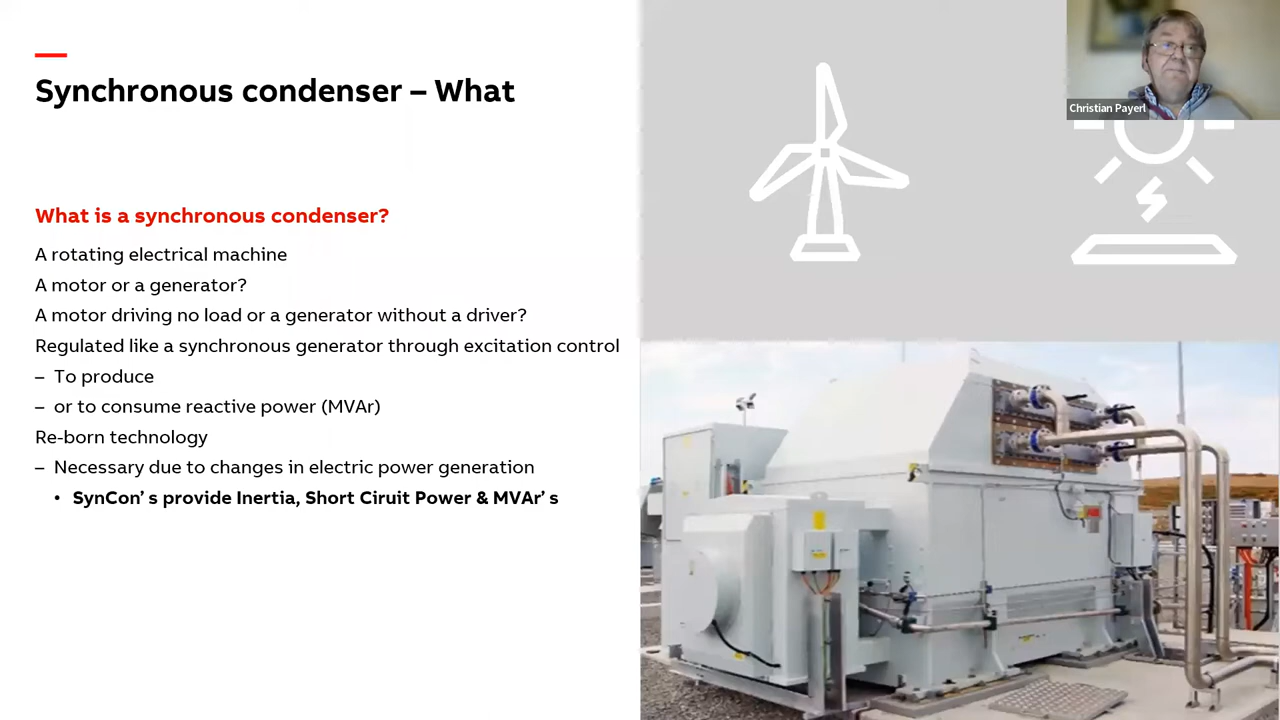 Synchronous condenser – What
Christian Payerl
What is a synchronous condenser?
A rotating electrical machine
A motor or a generator?
A motor driving no load or a generator without a driver?
Regulated like a synchronous generator through excitation control
– To produce
– or to consume reactive power (MVAr)
Re-born technology
– Necessary due to changes in electric power generation
• SynCon's provide Inertia, Short Ciruit Power & MVAr's